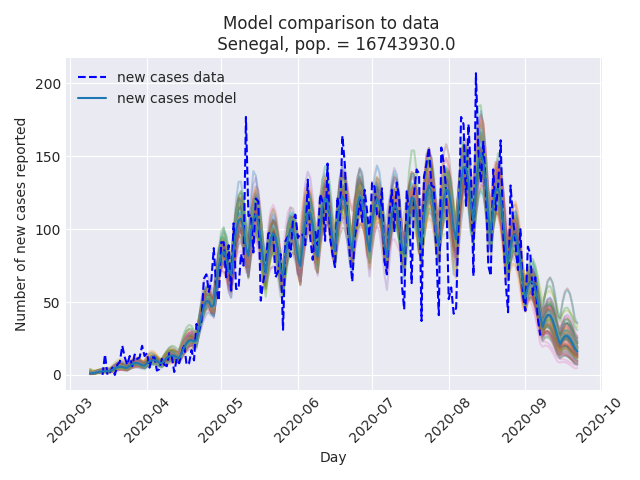 Model comparison to data
Senegal, pop. = 16743930.0
new cases data
new cases model
Number of new cases reported
200
150
100
50
0
2020-03
2020-04
2020-05
2020-06
2020-07
2020-08
2020-09
2020-10
Day